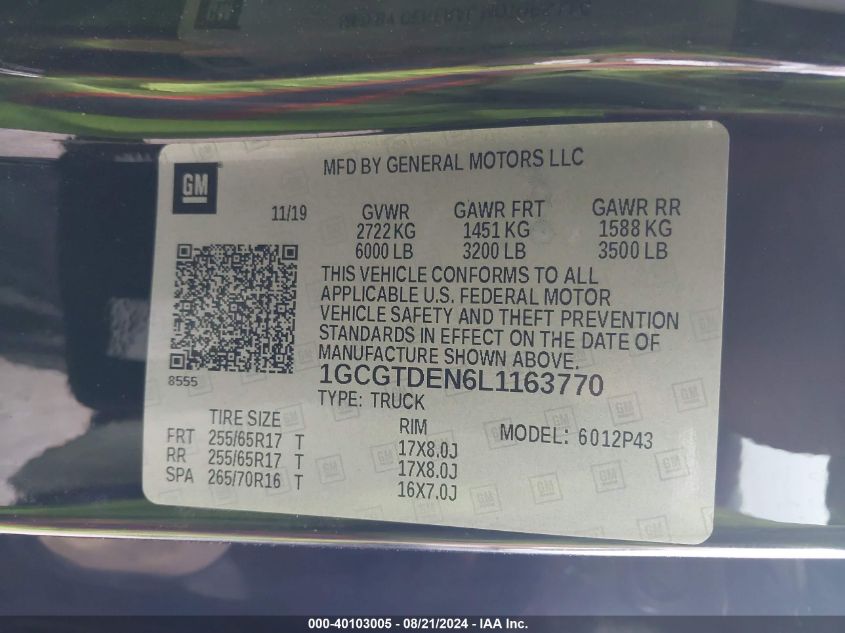 GM
MFD BY GENERAL MOTORS LLC
11/19 GVWR GAWR FRT GAWR RR
2722 KG 1451 KG 1588 KG
6000 LB 3200 LB 3500 LB
THIS VEHICLE CONFORMS TO ALL
APPLICABLE U.S. FEDERAL MOTOR
VEHICLE SAFETY AND THEFT PREVENTION
STANDARDS IN EFFECT ON THE DATE OF
MANUFACTURE SHOWN ABOVE.
8555
1GCGTDEN6L1163770
TYPE: TRUCK
TIRE SIZE RIM MODEL: 6012P43
FRT 255/65R17 T 17X8.0J
RR 255/65R17 T 17X8.0J
SPA 265/70R16 T 16X7.0J
000-40103005 - 08/21/2024 - IAA Inc.